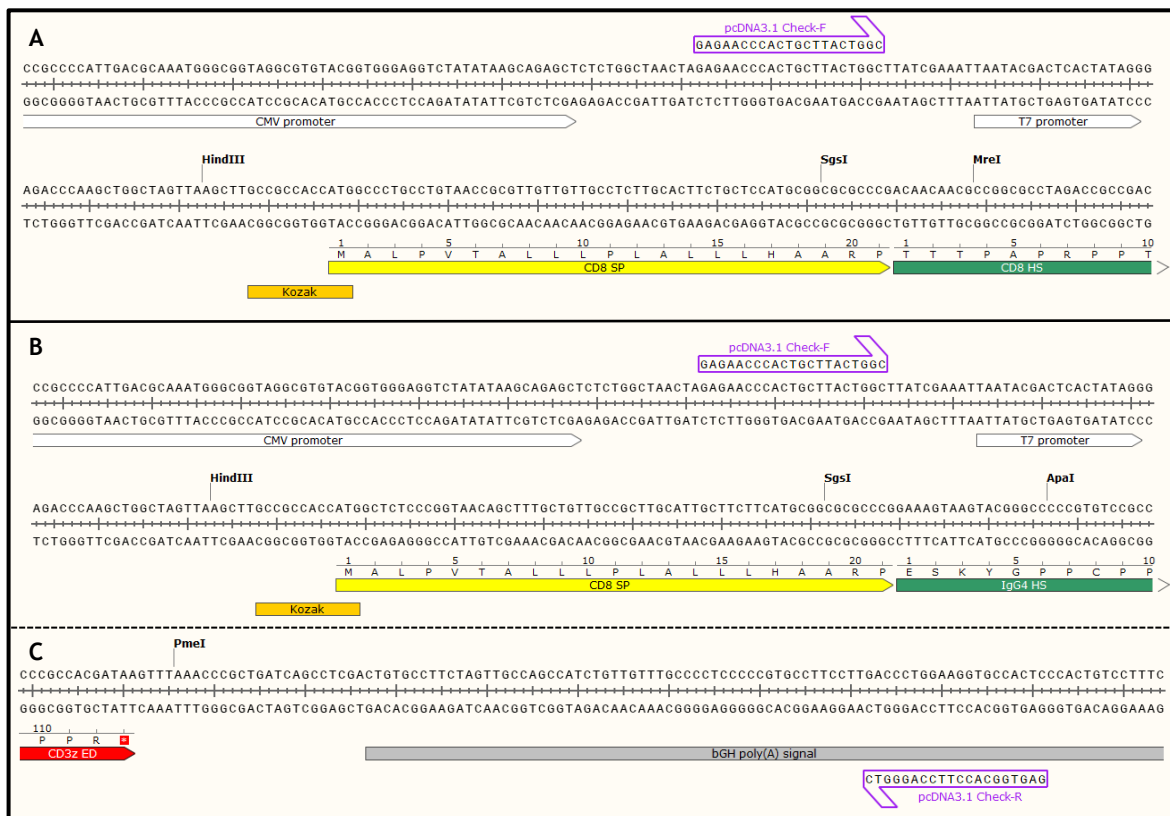 A
pcDNA3.1 Check-F
GAGAACCCACTGCTTACTGGC
CCGCCCCATTGACGCAAATGGGCGGTAGGCGTGTACGGTGGGAGGTCTATATAAGCAGAGCTCTCTGGCTAACTAGAGAACCCACTGCTTACTGGCTTATCGAAATTAATACGACTCACTATAGGG
GGCGGGGTAACTGCGTTTACCCGCCATCCGCACATGCCACCCTCCAGATATATTCGTCTCGAGAGACCGATTGATCTCTTGGGTGACGAATGACCGAATAGCTTTAATTATGCTGAGTGATATCCC
CMV promoter T7 promoter
HindIII SgsI MreI
AGACCCAAGCTGGCTAGTTAAGCTTGCCGCCACCATGGCCCTGCCTGTAACCGCGTTGTTGTTGCCTCTTGCACTTCTGCTCCATGCGGCGCGCCCGACAACAACGCCGGCGCCTAGACCGCCGAC
TCTGGGTTCGACCGATCAATTCGAACGGCGGTGGTACCGGGACGGACATTGGCGCAACAACAACGGAGAACGTGAAGACGAGGTACGCCGCGCGGGCTGTTGTTGCGGCCGCGGATCTGGCGGCTG
1 5 10 15 20 1 5 10
M A L P V T A L L L P L A L L L H A A R P T T T P A P R P P T
CD8 SP CD8 HS
Kozak
B
pcDNA3.1 Check-F
GAGAACCCACTGCTTACTGGC
CCGCCCCATTGACGCAAATGGGCGGTAGGCGTGTACGGTGGGAGGTCTATATAAGCAGAGCTCTCTGGCTAACTAGAGAACCCACTGCTTACTGGCTTATCGAAATTAATACGACTCACTATAGGG
GGCGGGGTAACTGCGTTTACCCGCCATCCGCACATGCCACCCTCCAGATATATTCGTCTCGAGAGACCGATTGATCTCTTGGGTGACGAATGACCGAATAGCTTTAATTATGCTGAGTGATATCCC
CMV promoter T7 promoter
HindIII SgsI ApaI
AGACCCAAGCTGGCTAGTTAAGCTTGCCGCCACCATGGCTCTCCCGGTAACAGCTTTGCTGTTGCCGCTTGCATTGCTTCTTCATGCGGCGCGCCCGGAAAGTAAGTACGGGCCCCCGTGTCCGCC
TCTGGGTTCGACCGATCAATTCGAACGGCGGTGGTACCGAGAGGGCCATTGTCGAAACGACAACGGCGAACGTAACGAAGAAGTACGCCGCGCGGGCCTTTCATTCATGCCCGGGGGCACAGGCGG
1 5 10 15 20 1 5 10
M A L P V T A L L L P L A L L L H A A R P E S K Y G P P C P P
CD8 SP IgG4 HS
Kozak
C
PmeI
CCCGCCACGATAAGTTTAAACCCGCTGATCAGCCTCGACTGTGCCTTCTAGTTGCCAGCCATCTGTTGTTTGCCCCTCCCCCGTGCCTTCCTTGACCCTGGAAGGTGCCACTCCCACTGTCCTTTC
GGGCGGTGCTATTCAAATTTGGGCGACTAGTCGGAGCTGACACGGAAGATCAACGGTCGGTAGACAACAAACGGGGAGGGGGCACGGAAGGAACTGGGACCTTCCACGGTGAGGGTGACAGGAAAG
110
P P R *
CD3z ED bGH poly(A) signal
CTGGGACCTTCCACGGTGAG
pcDNA3.1 Check-R